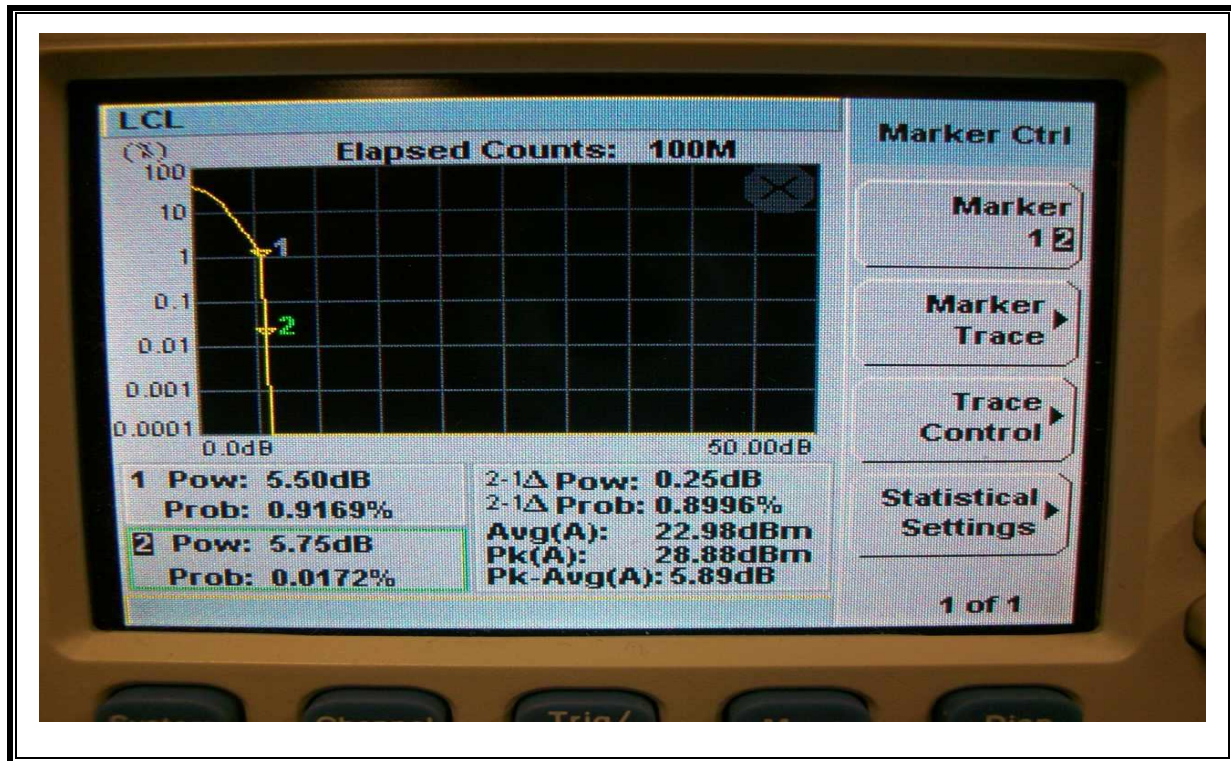 LCL
(%)
Elapsed Counts: 100M
100
10
1
0.1
0.01
0.001
0.0001
0.0dB
50.00dB
1
2
1 Pow: 5.50dB
Prob: 0.9169%
2 Pow: 5.75dB
Prob: 0.0172%
2-1Δ Pow: 0.25dB
2-1Δ Prob: 0.8996%
Avg(A): 22.98dBm
Pk(A): 28.88dBm
Pk-Avg(A): 5.89dB
Marker Ctrl
Marker
1 2
Marker
Trace
Trace
Control
Statistical
Settings
1 of 1
Channel
Trig/
Disp